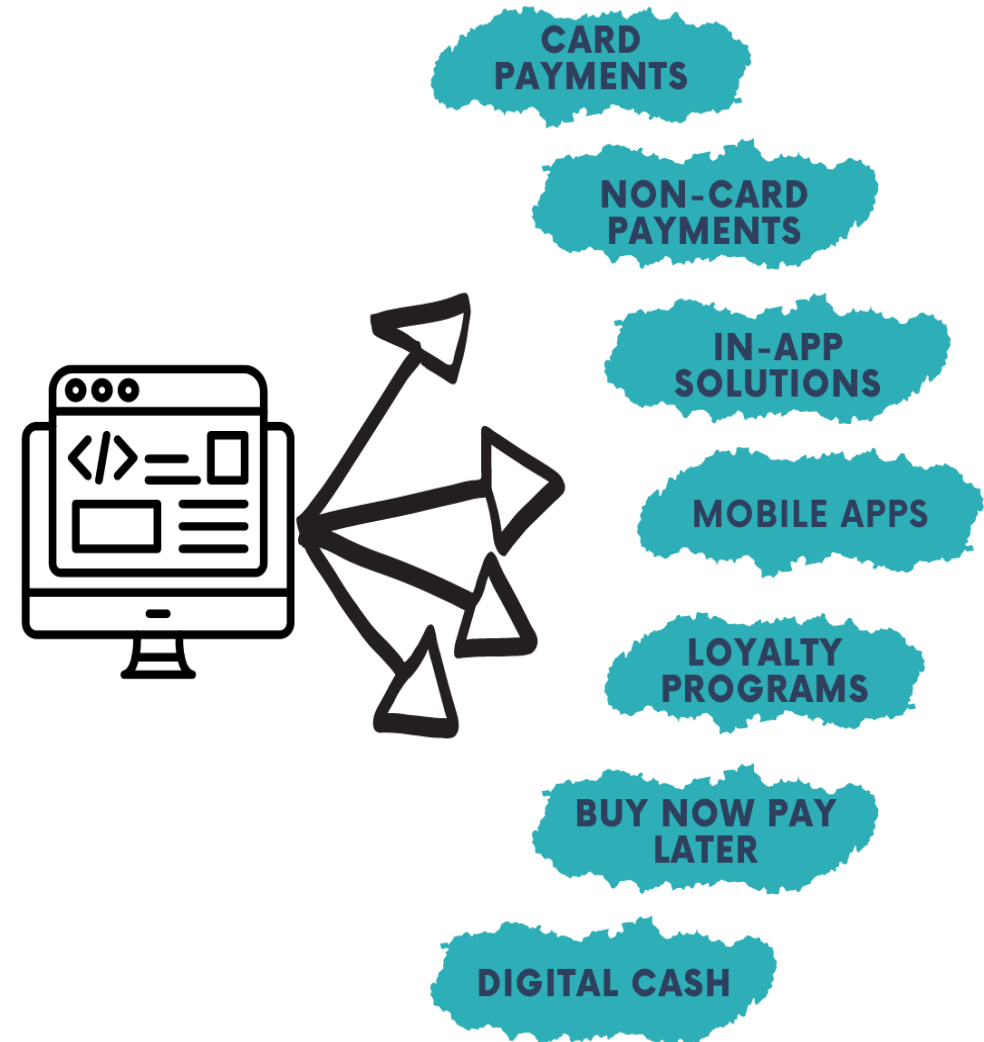 CARD
PAYMENTS
NON-CARD
PAYMENTS
IN-APP
SOLUTIONS
MOBILE APPS
LOYALTY
PROGRAMS
BUY NOW PAY
LATER
DIGITAL CASH